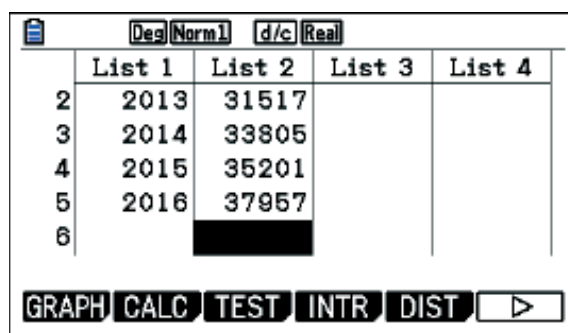 Deg Norm1 d/c Real
List 1 List 2 List 3 List 4
2 2013 31517
3 2014 33805
4 2015 35201
5 2016 37957
6
GRAPH CALC TEST INTR DIST ▷